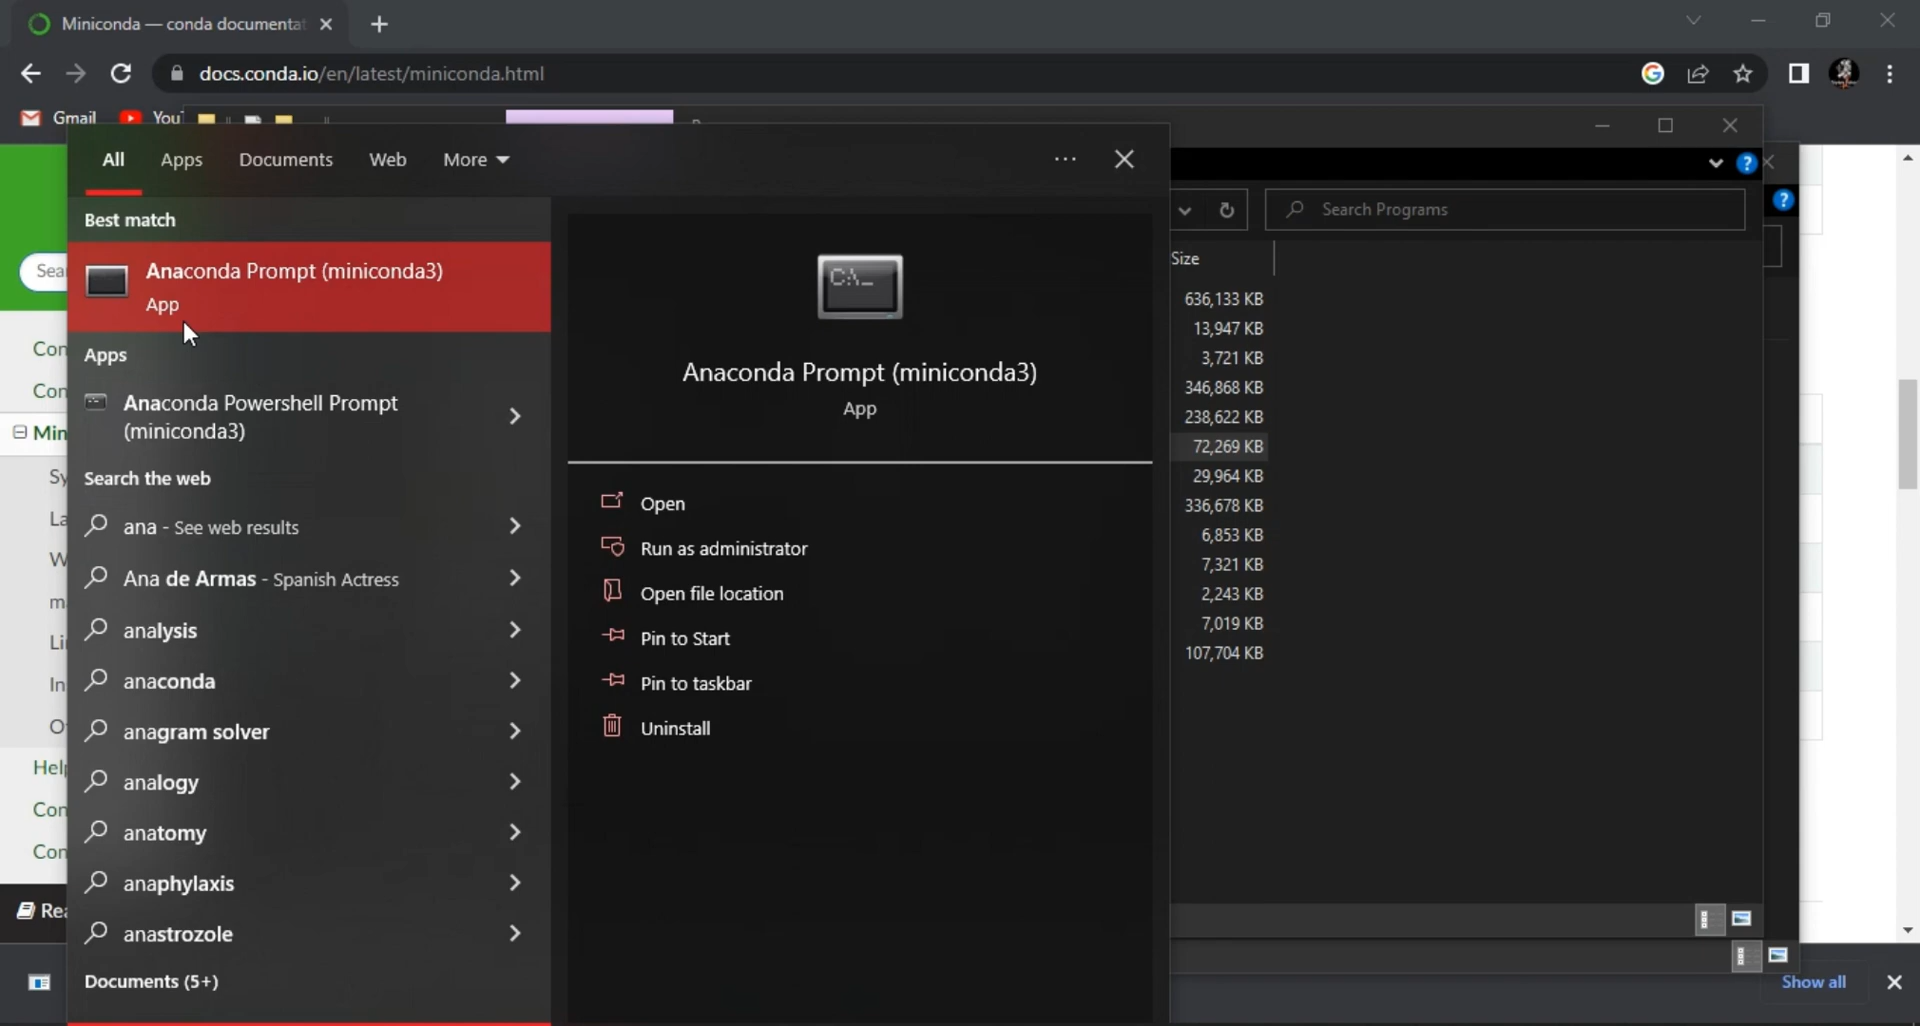 Miniconda — conda documentat
docs.conda.io/en/latest/miniconda.html
Gmail
All
Apps
Documents
Web
More
Best match
Anaconda Prompt (miniconda3)
App
Apps
Anaconda Powershell Prompt
(miniconda3)
Search the web
ana - See web results
Ana de Armas - Spanish Actress
analysis
anaconda
anagram solver
analogy
anatomy
anaphylaxis
anastrozole
Documents (5+)
C:\_
Anaconda Prompt (miniconda3)
App
Open
Run as administrator
Open file location
Pin to Start
Pin to taskbar
Uninstall
Search Programs
Size
636,133 KB
13,947 KB
3,721 KB
346,868 KB
238,622 KB
72,269 KB
29,964 KB
336,678 KB
6,853 KB
7,321 KB
2,243 KB
7,019 KB
107,704 KB
Show all